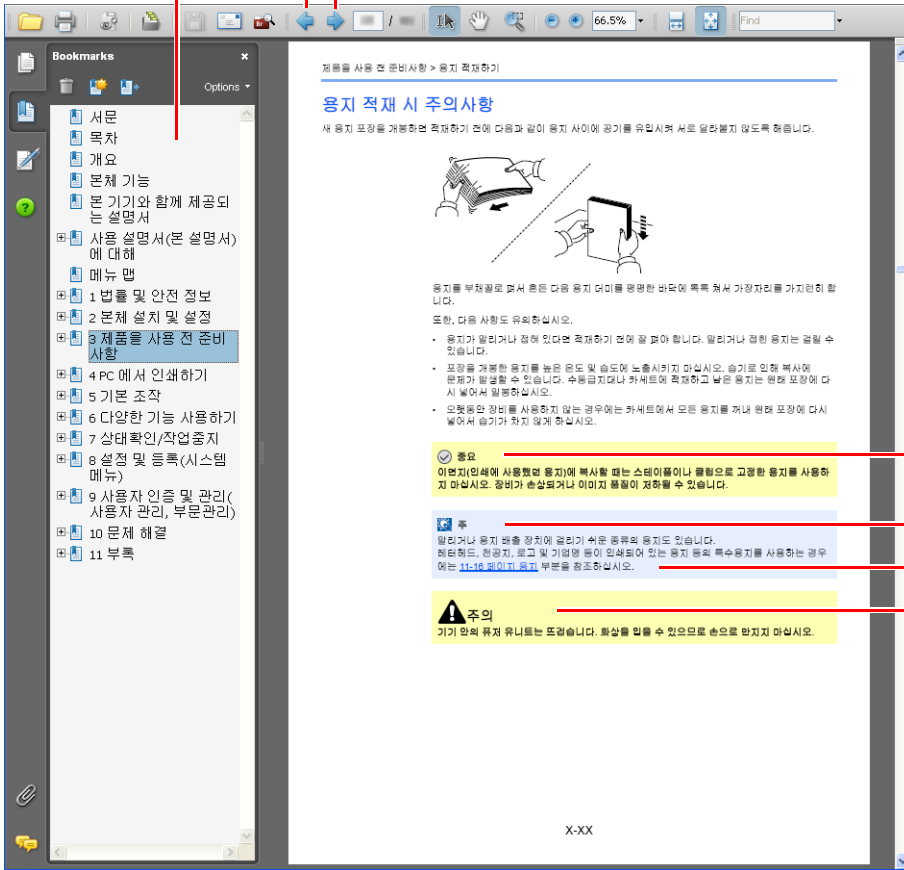 /
66.5%
Find
Bookmarks
Options
서문
목차
개요
본체 기능
본 기기와 함께 제공되
는 설명서
사용 설명서(본 설명서)
에 대해
메뉴 맵
1 법률 및 안전 정보
2 본체 설치 및 설정
3 제품을 사용 전 준비
사항
4 PC 에서 인쇄하기
5 기본 조작
6 다양한 기능 사용하기
7 상태확인/작업중지
8 설정 및 등록(시스템
메뉴)
9 사용자 인증 및 관리(
사용자 관리, 부문관리)
10 문제 해결
11 부록
제품을 사용 전 준비사항 > 용지 적재하기
용지 적재 시 주의사항
새 용지 포장을 개봉하면 적재하기 전에 다음과 같이 용지 사이에 공기를 유입시켜 서로 달라붙지 않도록 해줍니다.
용지를 부채꼴로 펴서 흔든 다음 용지 더미를 평평한 바닥에 톡톡 쳐서 가장자리를 가지런히 합
니다.
또한, 다음 사항도 유의하십시오.
• 용지가 말리거나 접혀 있다면 적재하기 전에 잘 펴야 합니다. 말리거나 접힌 용지는 걸릴 수
있습니다.
• 포장을 개봉한 용지를 높은 온도 및 습도에 노출시키지 마십시오. 습기로 인해 복사에
문제가 발생할 수 있습니다. 수동급지대나 카세트에 적재하고 남은 용지는 원래 포장에 다
시 넣어서 밀봉하십시오.
• 오랫동안 장비를 사용하지 않는 경우에는 카세트에서 모든 용지를 꺼내 원래 포장에 다시
넣어서 습기가 차지 않게 하십시오.
중요
이면지(인쇄에 사용했던 용지)에 복사할 때는 스테이플이나 클립으로 고정한 용지를 사용하
지 마십시오. 장비가 손상되거나 이미지 품질이 저하될 수 있습니다.
주
말리거나 용지 배출 장치에 걸리기 쉬운 종류의 용지도 있습니다.
레터헤드, 천공지, 로고 및 기업명 등이 인쇄되어 있는 용지 등의 특수용지를 사용하는 경우
에는 11-16 페이지 용지 부분을 참조하십시오.
주의
기기 안의 퓨저 유니트는 뜨겁습니다. 화상을 입을 수 있으므로 손으로 만지지 마십시오.
X-XX